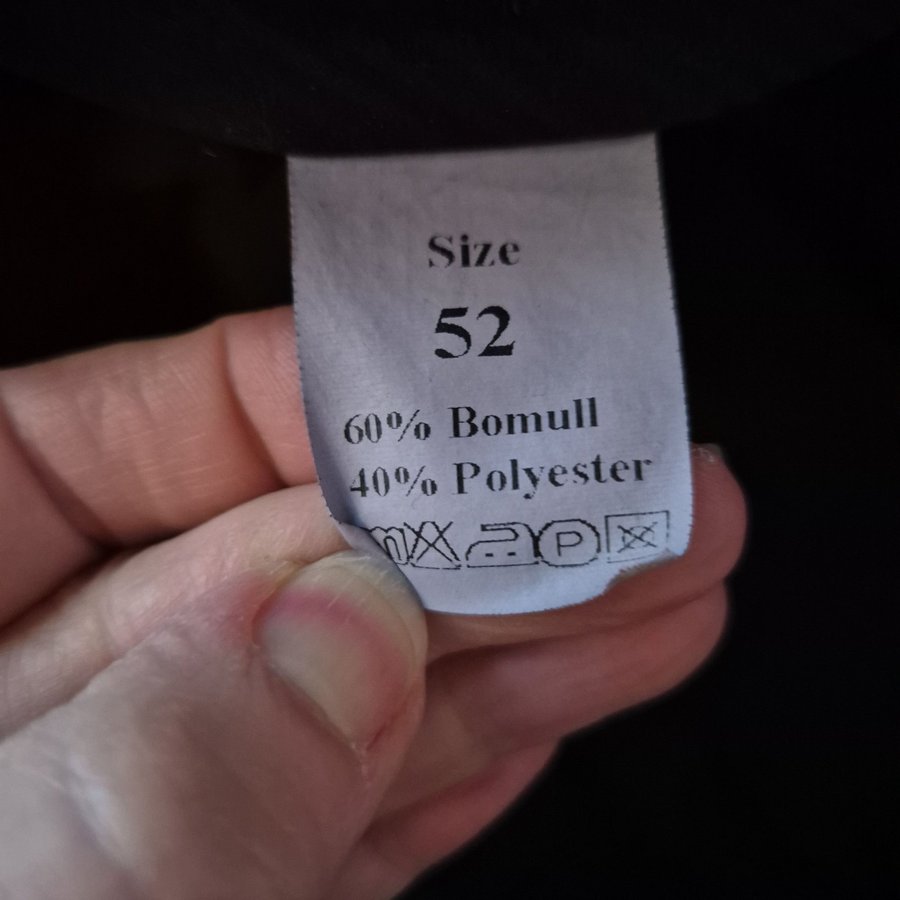 Size
52
60% Bomull
40% Polyester
P